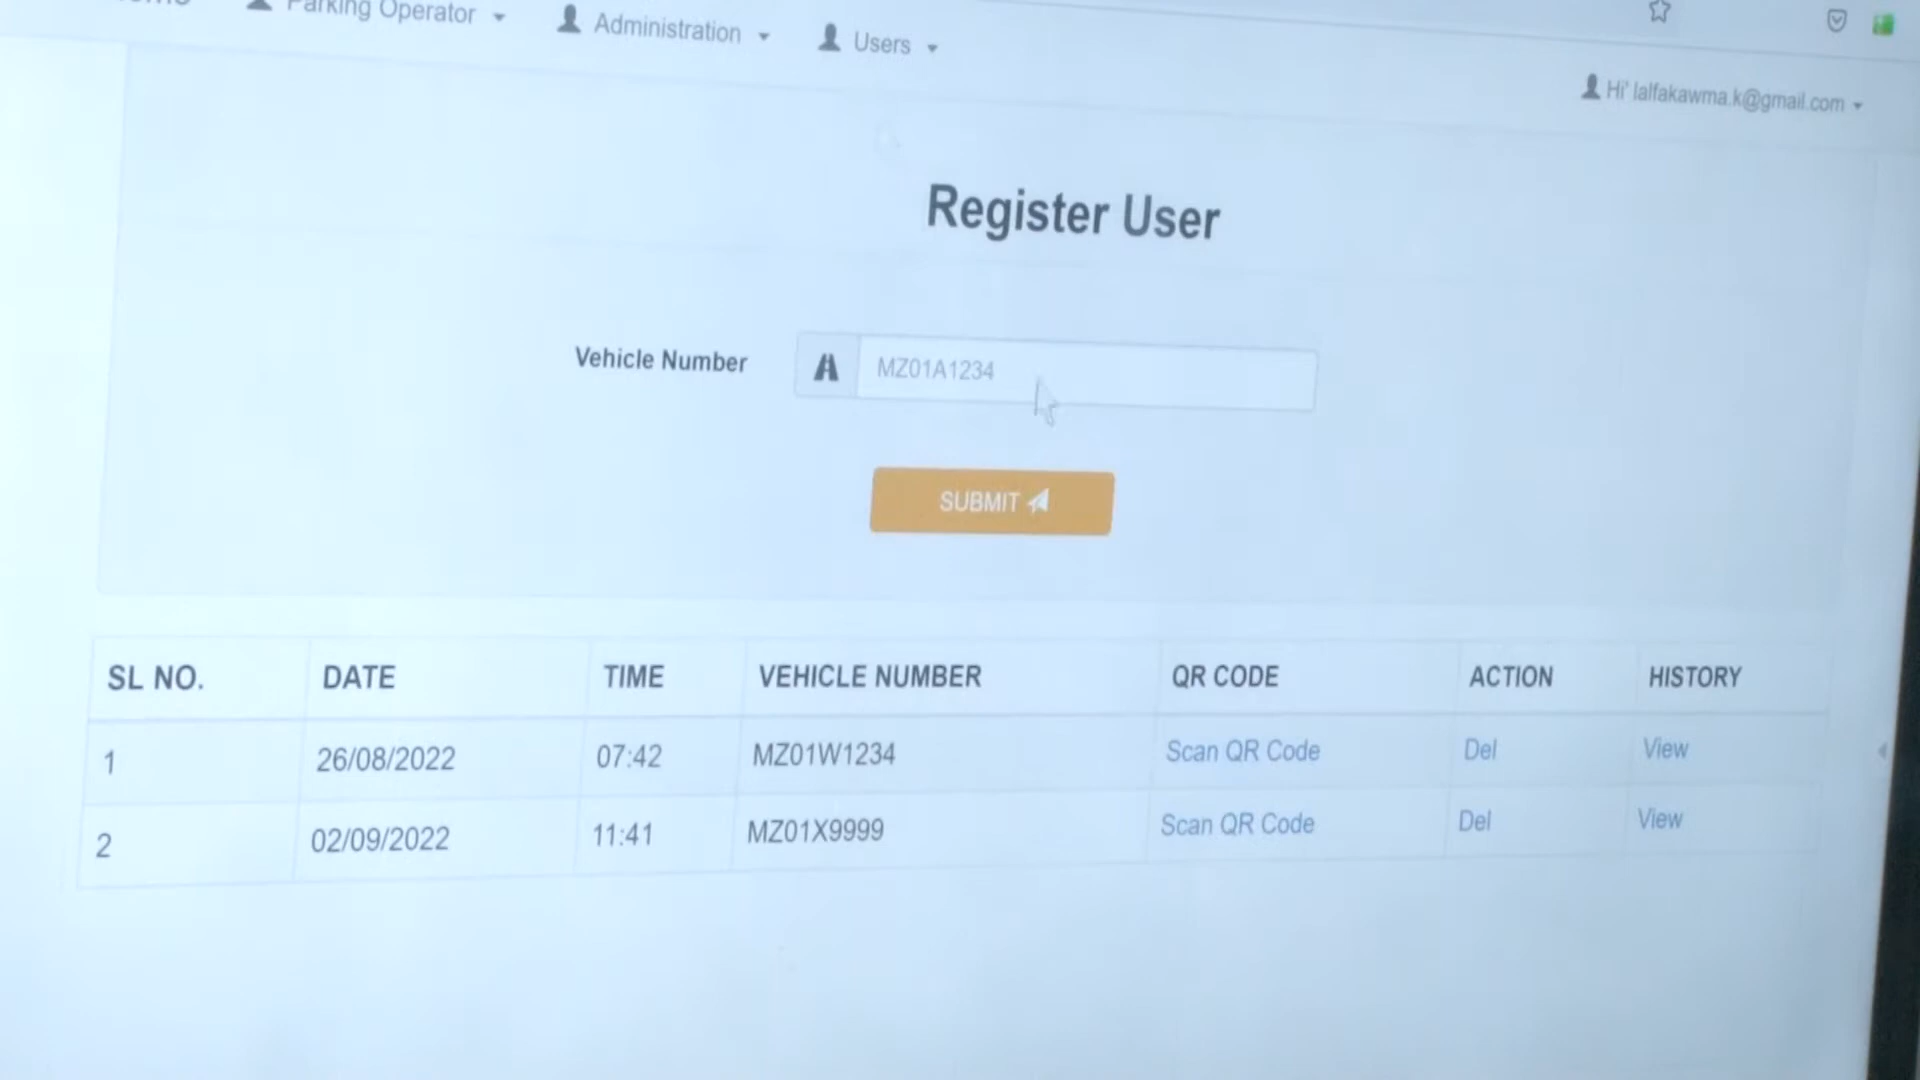 Parking Operator
Administration
Users
Hi' lalfakawma.k@gmail.com
Register User
Vehicle Number
MZ01A1234
SUBMIT
SL NO. DATE TIME VEHICLE NUMBER QR CODE ACTION HISTORY
1 26/08/2022 07:42 MZ01W1234 Scan QR Code Del View
2 02/09/2022 11:41 MZ01X9999 Scan QR Code Del View